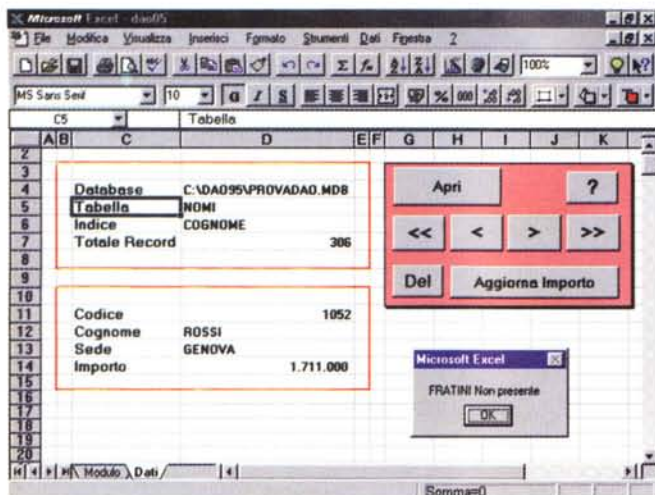 Microsoft Excel - dao05
File Modifica Visualizza Inserisci Formato Strumenti Dati Finestra ?
100%
MS Sans Serif 10 G I S % 000
C5 Tabella
A B C D E F G H I J K
2
3
4 Database C:\DAO95\PROVADAO.MDB
5 Tabella NOMI
6 Indice COGNOME
7 Totale Record 306
8
9
10
11 Codice 1052
12 Cognome ROSSI
13 Sede GENOVA
14 Importo 1.711.000
15
16
17
18
19
20
Apri ?
<< < > >>
Del Aggiorna Importo
Microsoft Excel
FRATINI Non presente
OK
Modulo Dati
Somma=0